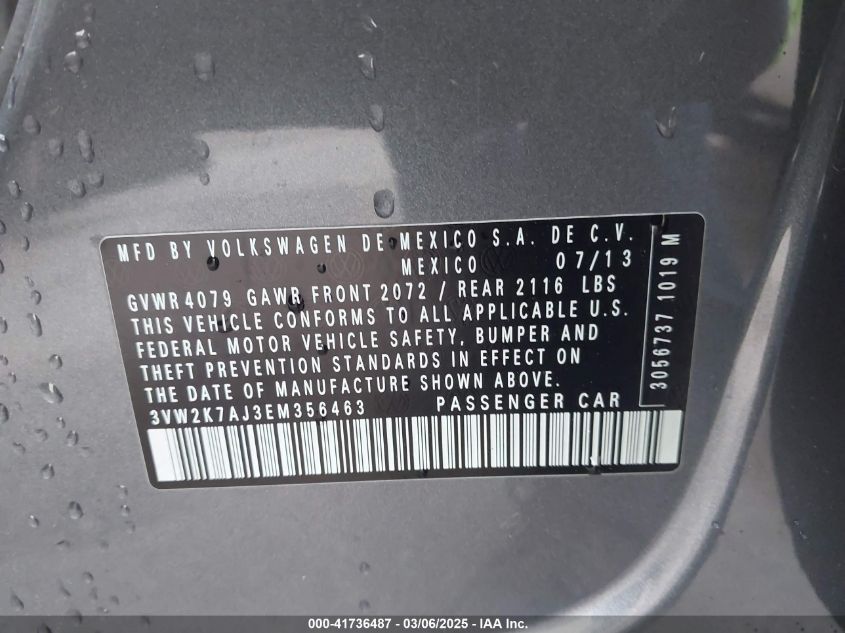 MFD BY VOLKSWAGEN DE MEXICO S.A. DE C.V.
MEXICO 07/13
GVWR 4079 GAWR FRONT 2072 / REAR 2116 LBS
THIS VEHICLE CONFORMS TO ALL APPLICABLE U.S.
FEDERAL MOTOR VEHICLE SAFETY, BUMPER AND
THEFT PREVENTION STANDARDS IN EFFECT ON
THE DATE OF MANUFACTURE SHOWN ABOVE.
3VW2K7AJ3EM356463 PASSENGER CAR
3056737 1019 M
000-41736487 - 03/06/2025 - IAA Inc.